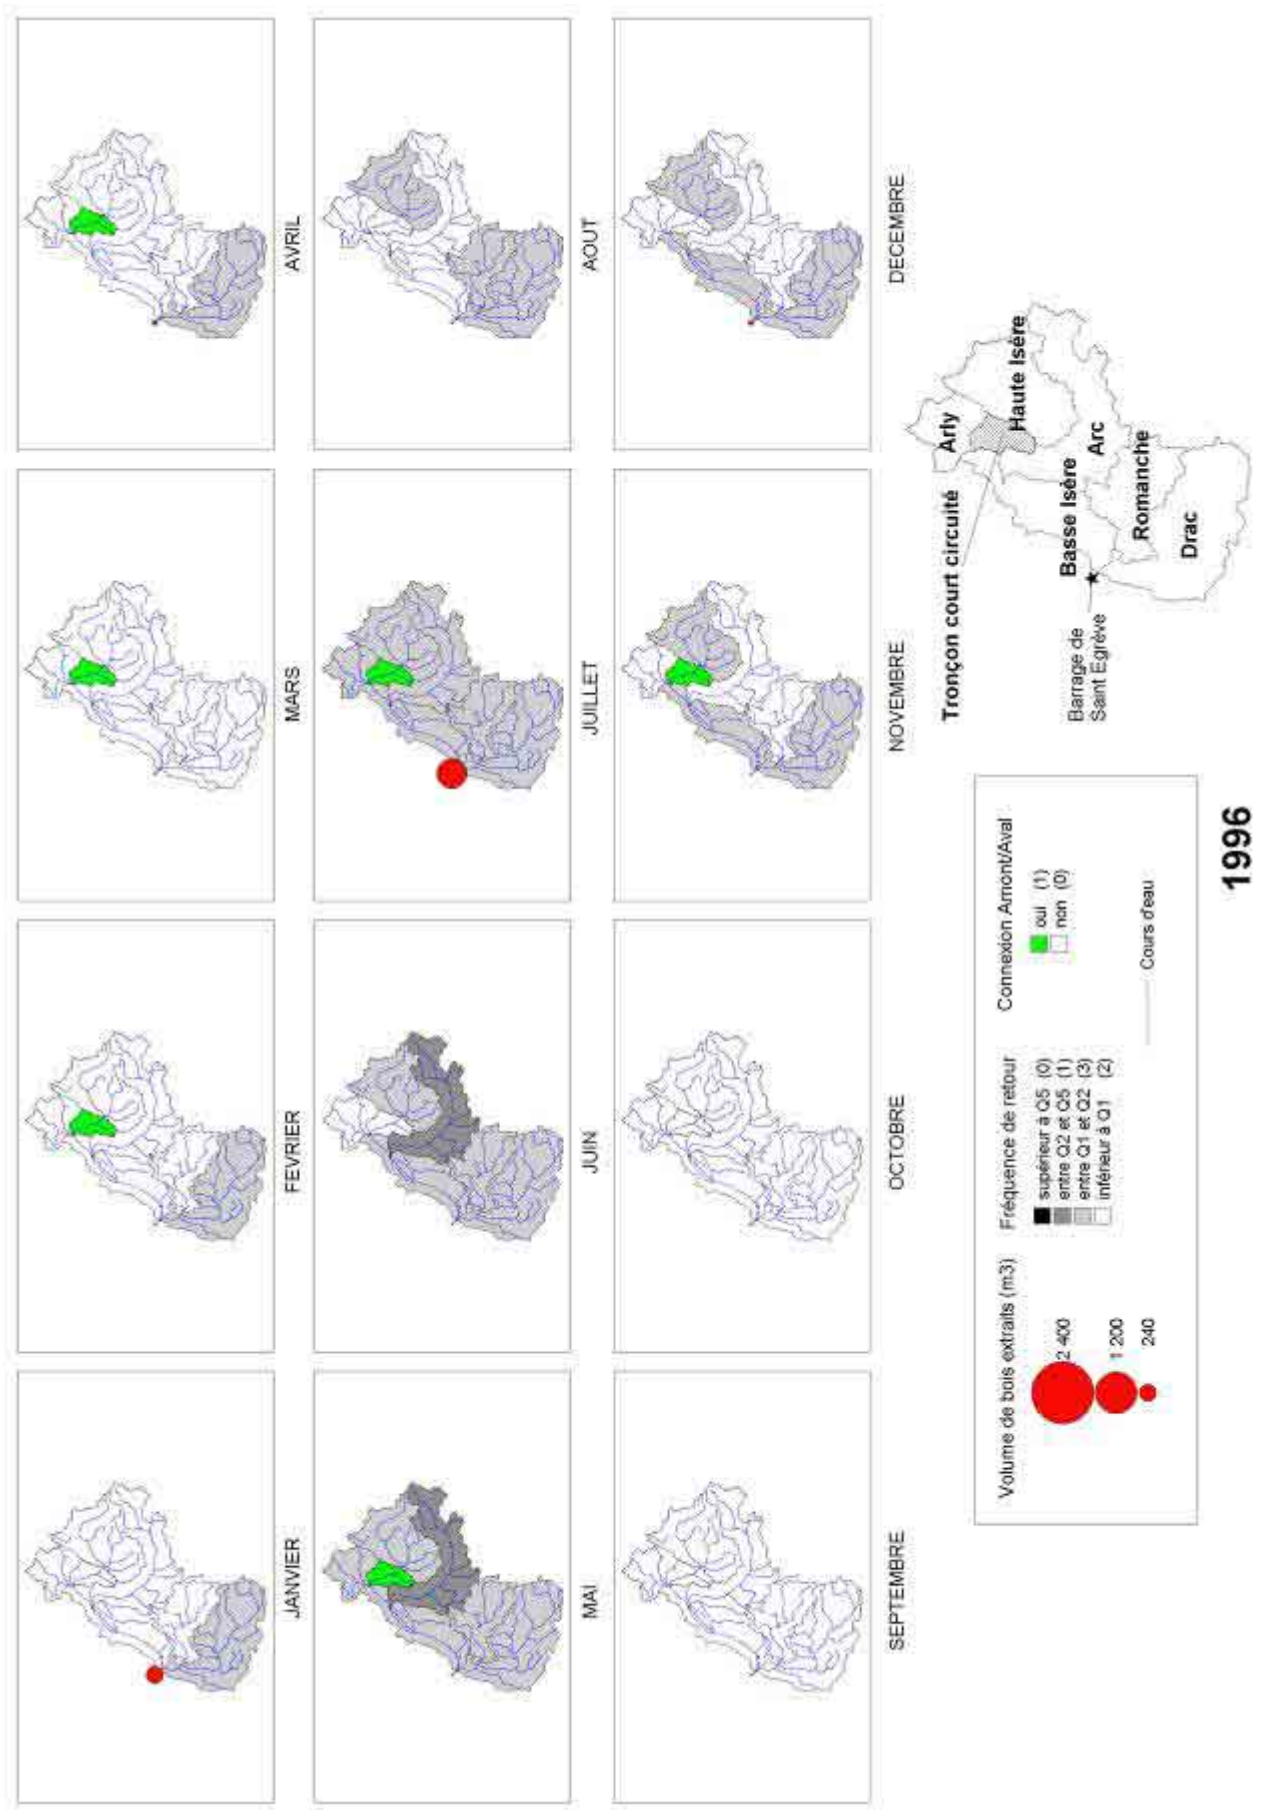 JANVIER
FEVRIER
MARS
AVRIL
MAI
JUIN
JUILLET
AOUT
SEPTEMBRE
OCTOBRE
NOVEMBRE
DECEMBRE
Volume de bois extraits (m3)
2 400
1 200
240
Fréquence de retour
supérieur à Q5 (0)
entre Q2 et Q5 (1)
entre Q1 et Q2 (3)
inférieur à Q1 (2)
Connexion Amont/Aval
oui (1)
non (0)
Cours d'eau
Tronçon court circuité
Barrage de
Saint Egrève
Arly
Haute Isère
Basse Isère
Arc
Romanche
Drac
1996